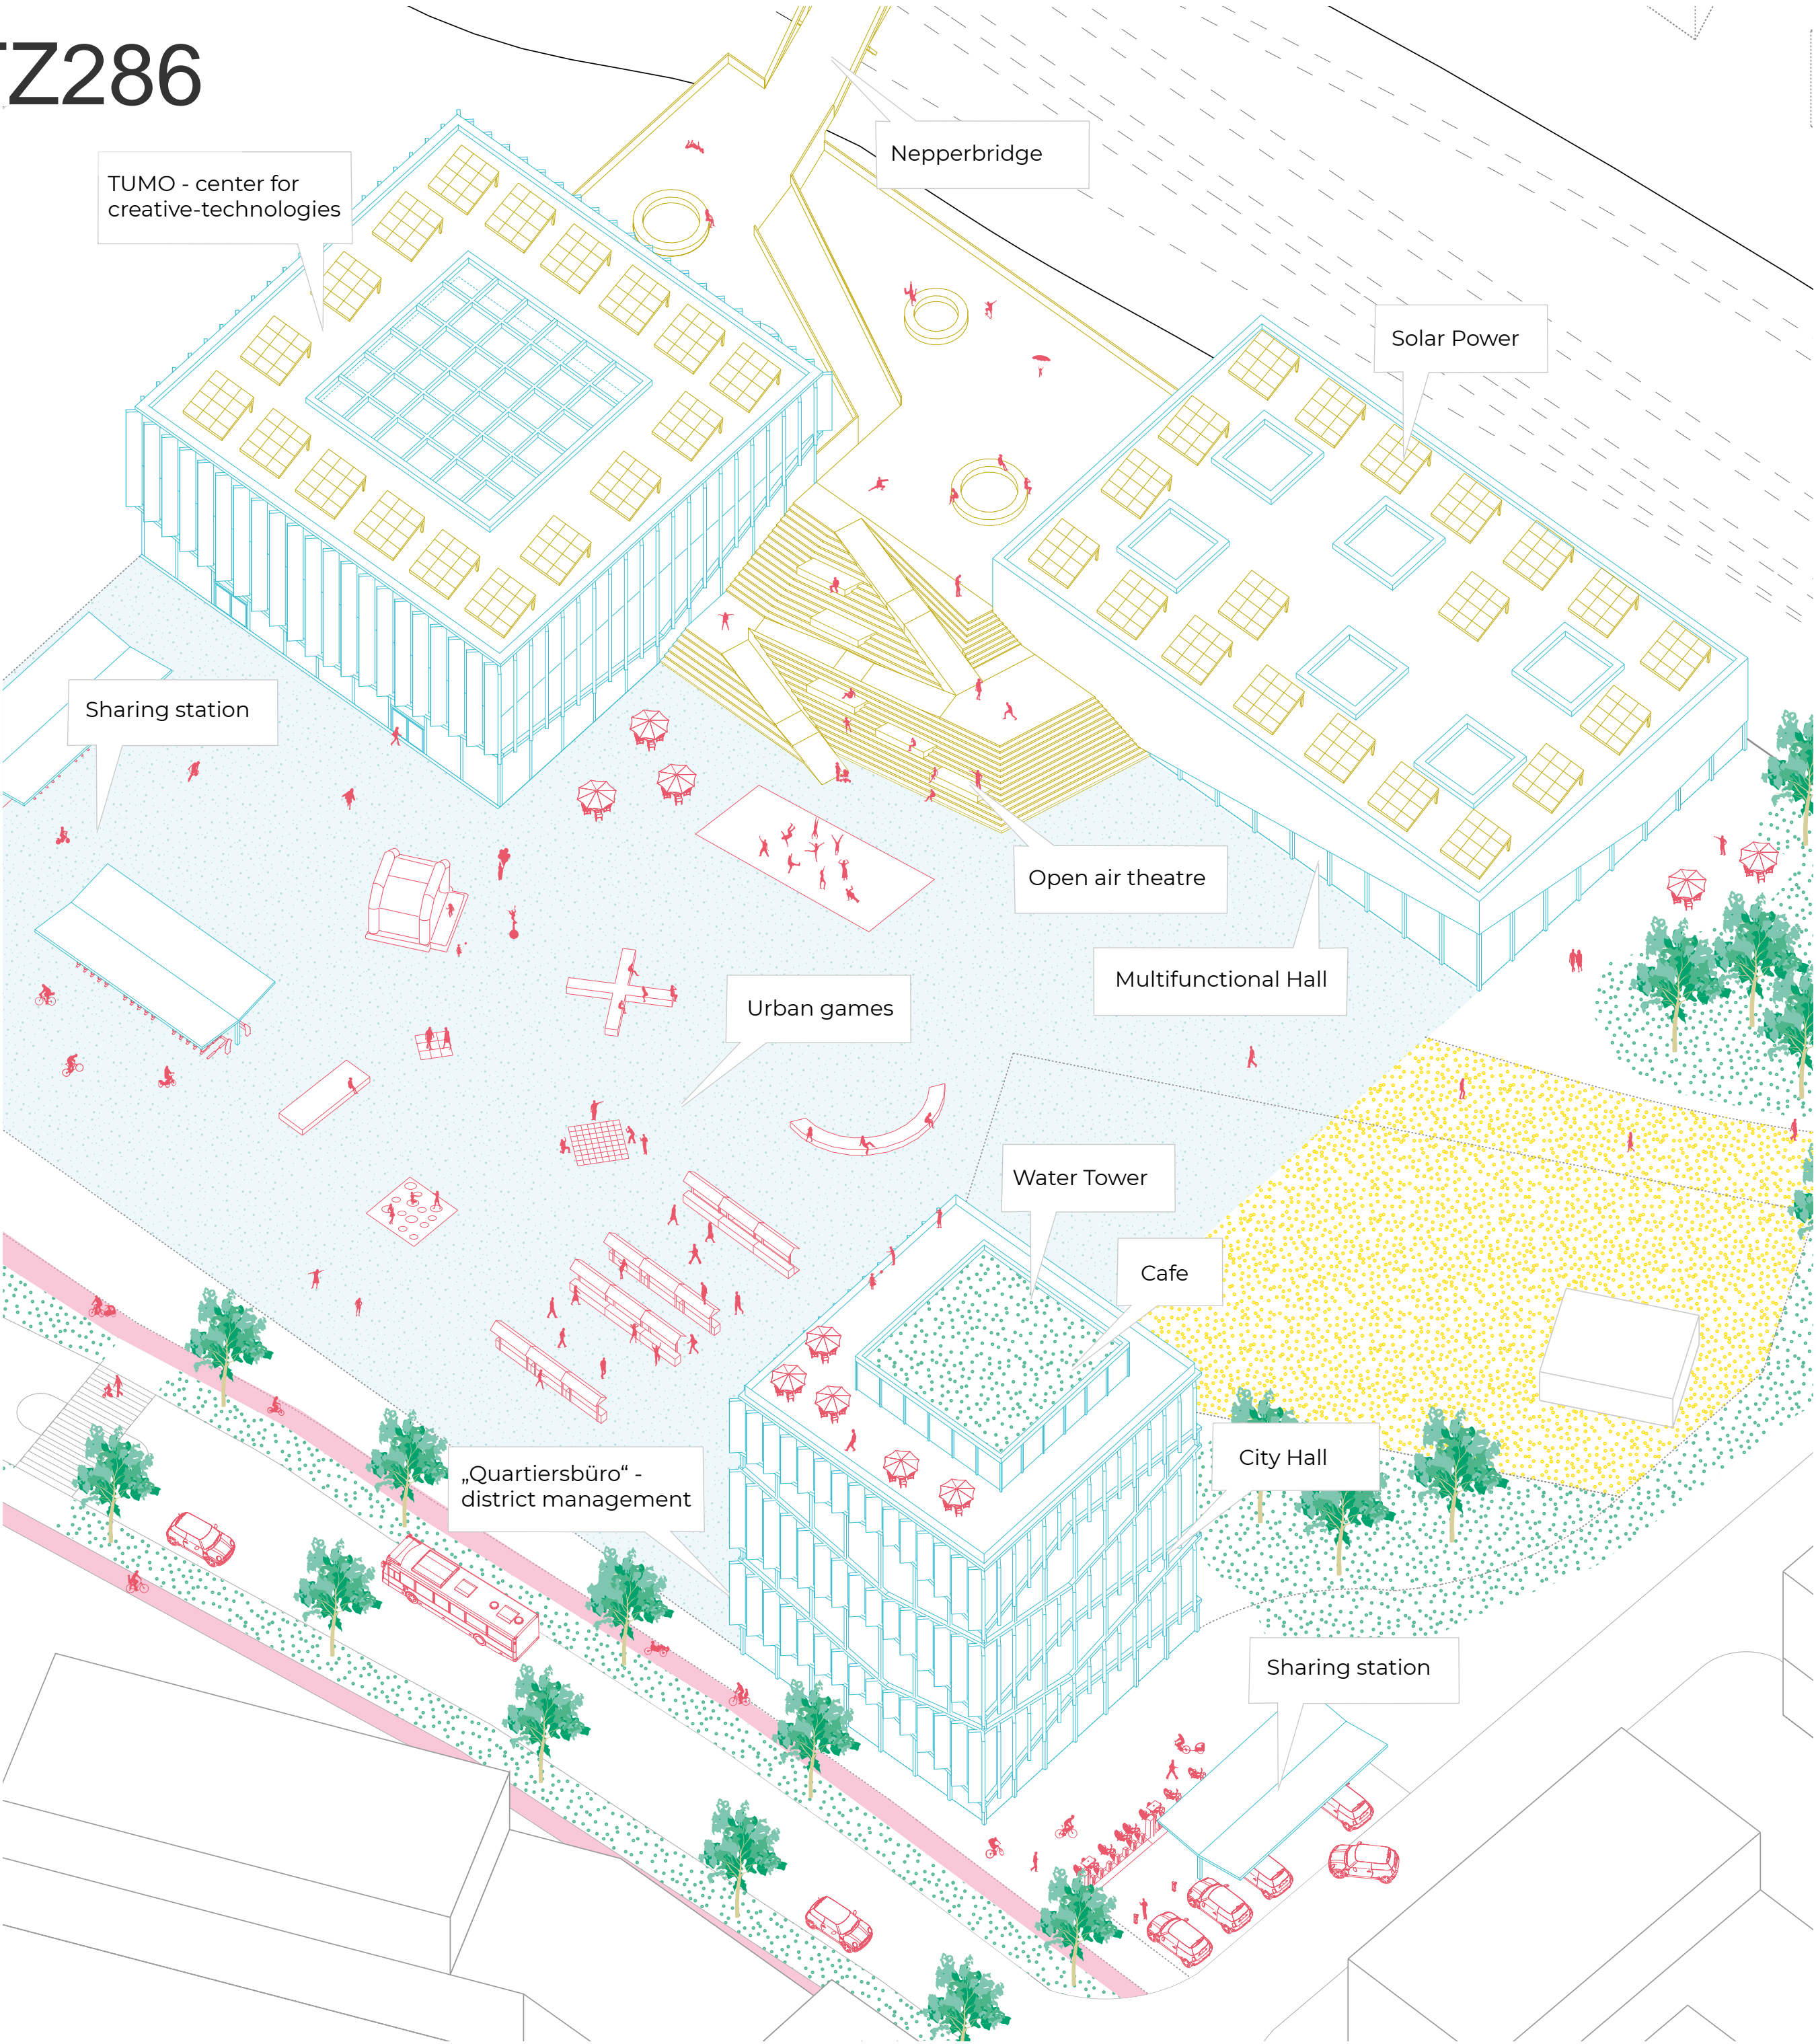 TZ286
Nepperbridge
TUMO - center for
creative-technologies
Solar Power
Sharing station
Open air theatre
Multifunctional Hall
Urban games
Water Tower
Cafe
City Hall
„Quartiersbüro“ -
district management
Sharing station